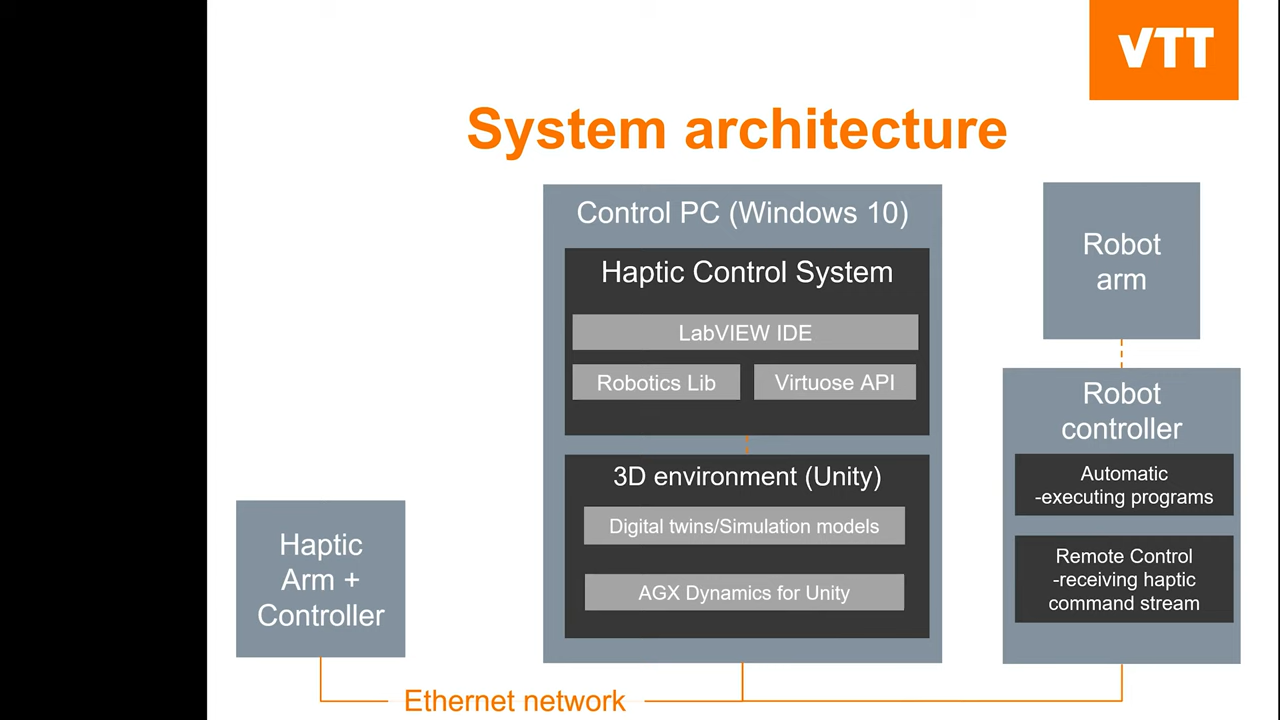 VTT
System architecture
Control PC (Windows 10)
Haptic Control System
LabVIEW IDE
Robotics Lib
Virtuose API
3D environment (Unity)
Digital twins/Simulation models
AGX Dynamics for Unity
Robot
arm
Robot
controller
Automatic
-executing programs
Remote Control
-receiving haptic
command stream
Haptic
Arm +
Controller
Ethernet network